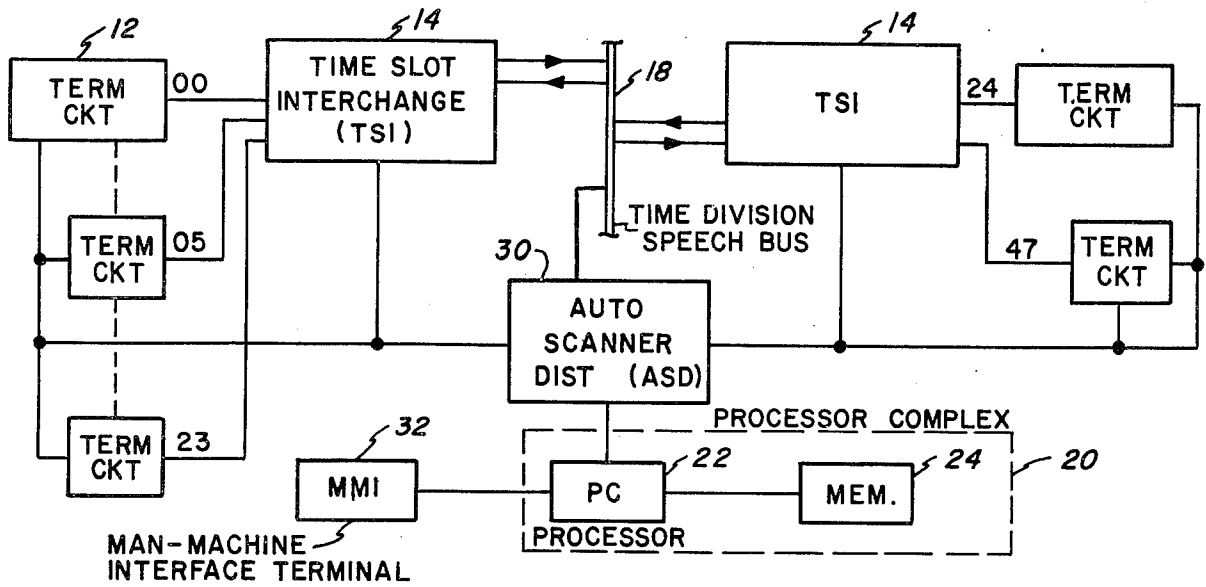 12
14
14
TERM
CKT
00
TIME SLOT
INTERCHANGE
(TSI)
18
TSI
24
T.ERM
CKT
TERM
CKT
05
TIME DIVISION
SPEECH BUS
47
TERM
CKT
30
AUTO
SCANNER
DIST (ASD)
TERM
CKT
23
PROCESSOR COMPLEX
32
MMI
22
PC
24
MEM.
20
PROCESSOR
MAN-MACHINE
INTERFACE TERMINAL